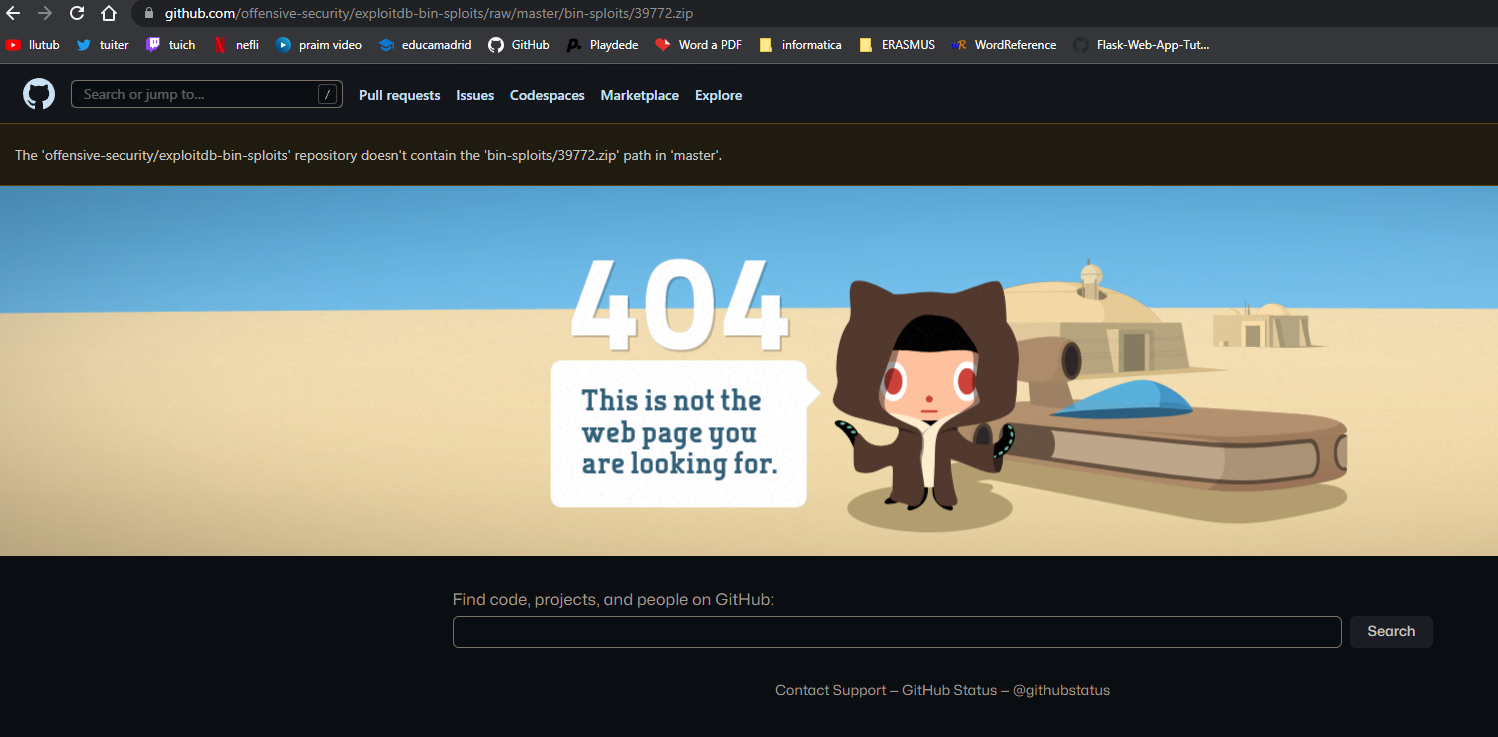 github.com/offensive-security/exploitdb-bin-sploits/raw/master/bin-sploits/39772.zip
llutub tuiter tuich nefli praim video educamadrid GitHub Playdede Word a PDF informatica ERASMUS WordReference Flask-Web-App-Tut...
Search or jump to... / Pull requests Issues Codespaces Marketplace Explore
The 'offensive-security/exploitdb-bin-sploits' repository doesn't contain the 'bin-sploits/39772.zip' path in 'master'.
404
This is not the
web page you
are looking for.
Find code, projects, and people on GitHub:
Search
Contact Support — GitHub Status — @githubstatus